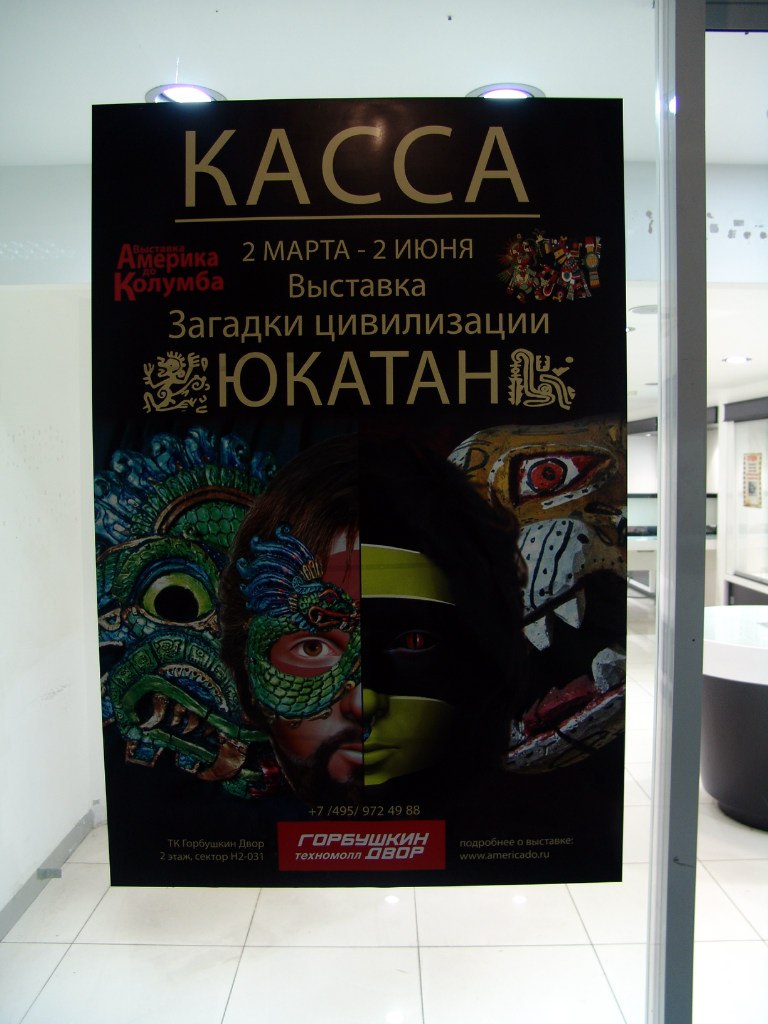 КАССА
Выставка
Америка
до
Колумба
2 МАРТА - 2 ИЮНЯ
Выставка
Загадки цивилизации
ЮКАТАН
+7 /495/ 972 49 88
ТК Горбушкин Двор
2 этаж, сектор H2-031
ГОРБУШКИН
техномолл ДВОР
подробнее о выставке:
www.americado.ru